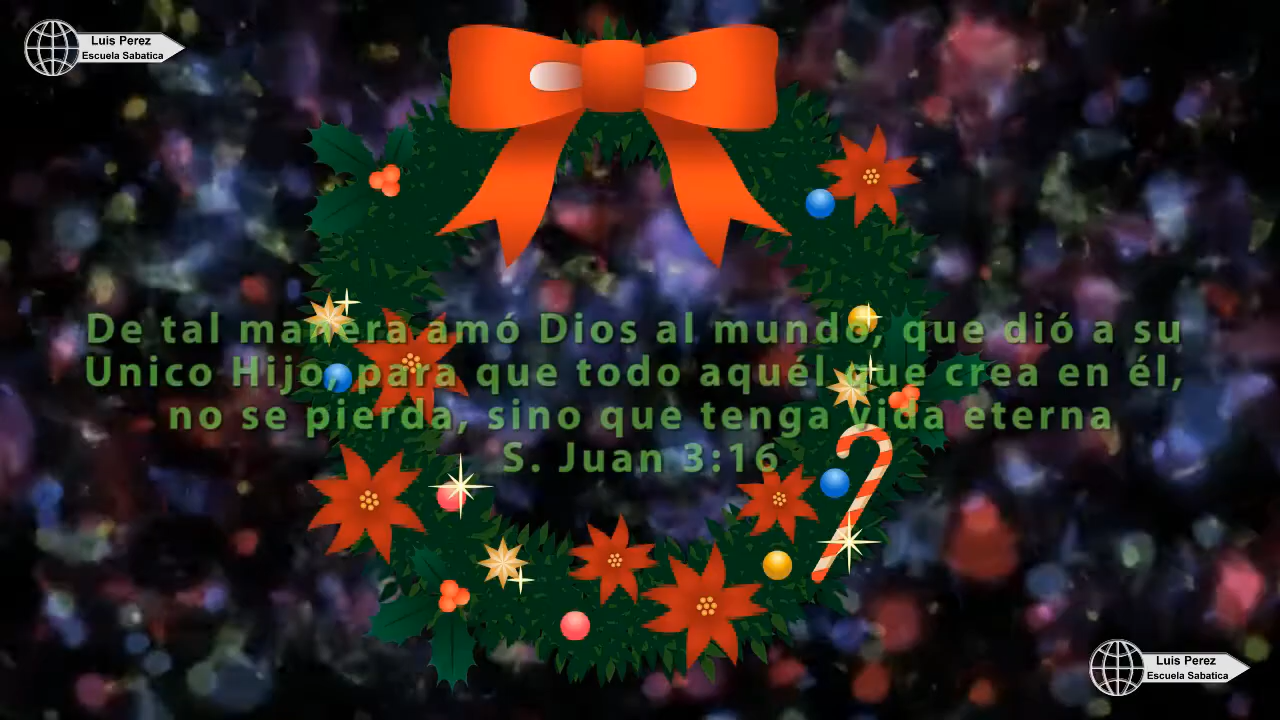 Luis Perez
Escuela Sabatica
De tal manera amó Dios al mundo, que dió a su
Unico Hijo, para que todo aquél que crea en él,
no se pierda, sino que tenga vida eterna
S. Juan 3:16
Luis Perez
Escuela Sabatica